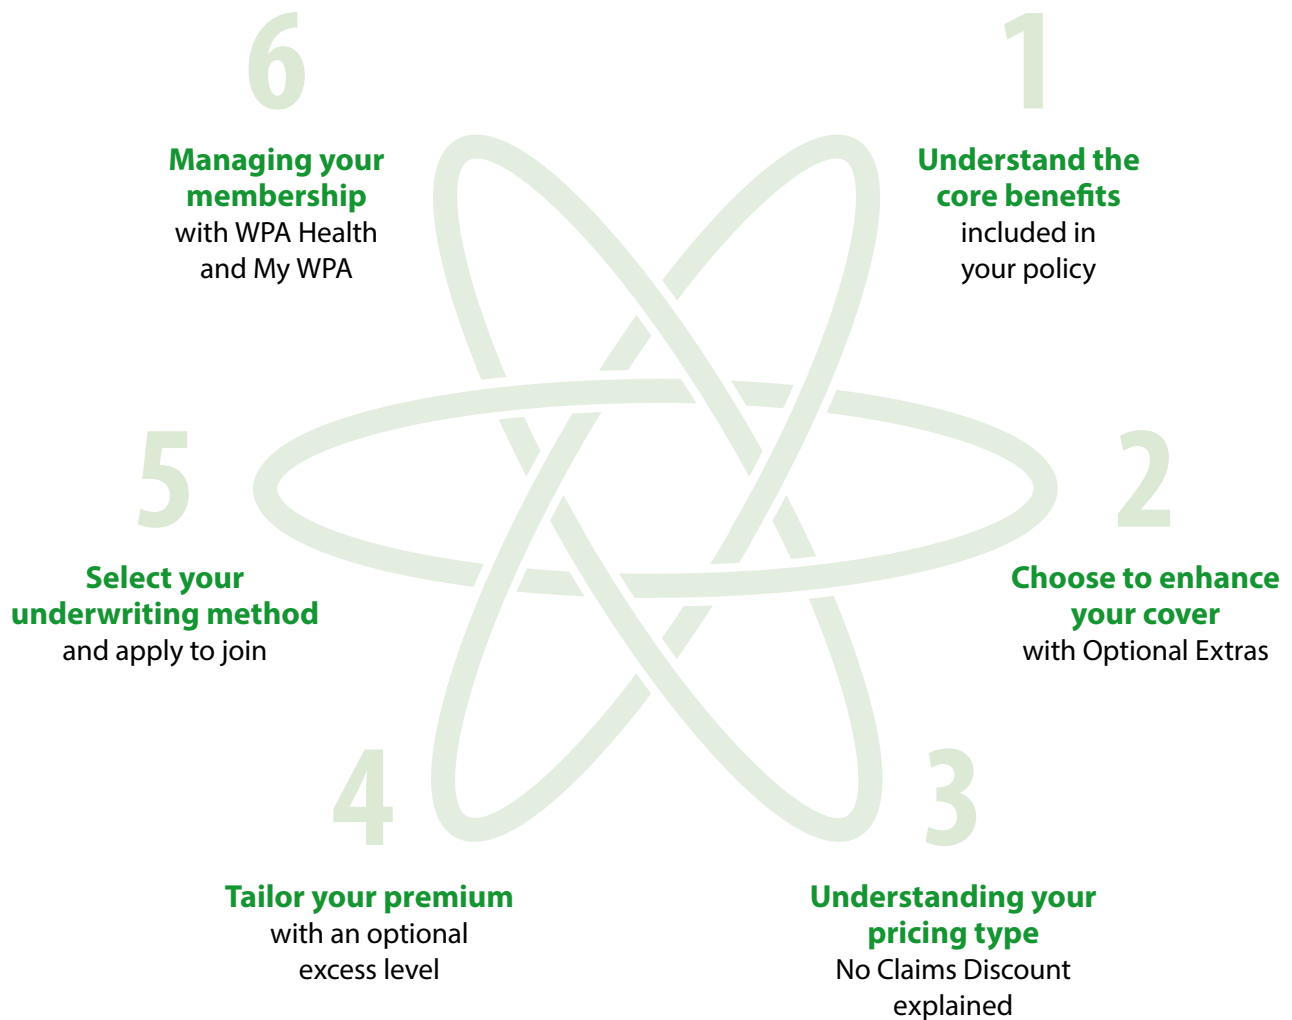 1
Understand the
core benefits
included in
your policy
2
Choose to enhance
your cover
with Optional Extras
3
Understanding your
pricing type
No Claims Discount
explained
4
Tailor your premium
with an optional
excess level
5
Select your
underwriting method
and apply to join
6
Managing your
membership
with WPA Health
and My WPA